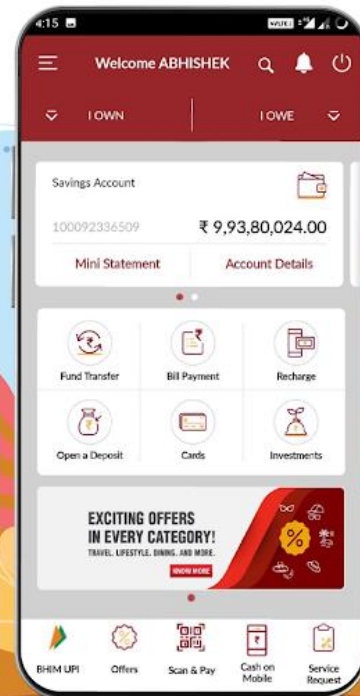 4:15
Welcome ABHISHEK
I OWN
I OWE
Savings Account
100092336509
₹ 9,93,80,024.00
Mini Statement
Account Details
Fund Transfer
Bill Payment
Recharge
Open a Deposit
Cards
Investments
EXCITING OFFERS
IN EVERY CATEGORY!
TRAVEL. LIFESTYLE. DINING. AND MORE.
KNOW MORE
BHIM UPI
Offers
Scan & Pay
Cash on
Mobile
Service
Request